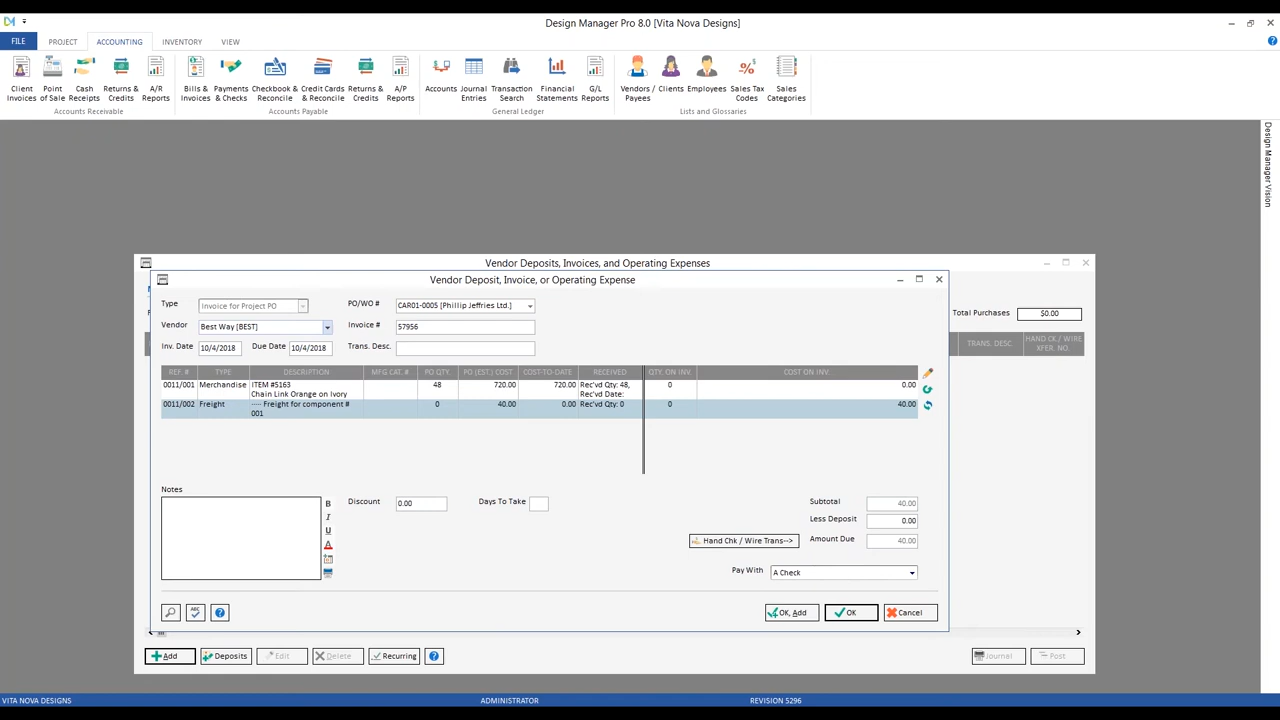 Design Manager Pro 8.0 [Vita Nova Designs]
FILE PROJECT ACCOUNTING INVENTORY VIEW
Client Invoices
Point of Sale
Cash Receipts
Returns & Credits
A/R Reports
Bills & Invoices
Payments & Checks
Checkbook & Reconcile
Credit Cards & Reconcile
Returns & Credits
A/P Reports
Accounts
Journal Entries
Transaction Search
Financial Statements
G/L Reports
Vendors / Payees
Clients
Employees
Sales Tax Codes
Sales Categories
Accounts Receivable
Accounts Payable
General Ledger
Lists and Glossaries
Design Manager Vision
Vendor Deposits, Invoices, and Operating Expenses
Vendor Deposit, Invoice, or Operating Expense
Type Invoice for Project PO PO/WO # CAR01-0005 [Phillip Jeffries Ltd.]
Total Purchases $0.00
Vendor Best Way [BEST] Invoice # 57956
Inv. Date 10/4/2018 Due Date 10/4/2018 Trans. Desc.
TRANS. DESC. HAND CK./ WIRE XFER. NO.
REF. # TYPE DESCRIPTION MFG CAT. # PO QTY. PO (EST.) COST COST-TO-DATE RECEIVED QTY. ON INV. COST ON INV.
0011/001 Merchandise ITEM #5163 48 720.00 720.00 Rec'vd Qty: 48, 0 0.00
Chain Link Orange on Ivory Rec'vd Date:
0011/002 Freight ---- Freight for component # 0 40.00 0.00 Rec'vd Qty: 0 0 40.00
001
Notes
Discount 0.00 Days To Take
Subtotal 40.00
Less Deposit 0.00
Hand Chk / Wire Trans--> Amount Due 40.00
Pay With A Check
B
I
U
A
ABC
OK, Add OK Cancel
Add Deposits Edit Delete Recurring Journal Post
VITA NOVA DESIGNS ADMINISTRATOR REVISION 5296